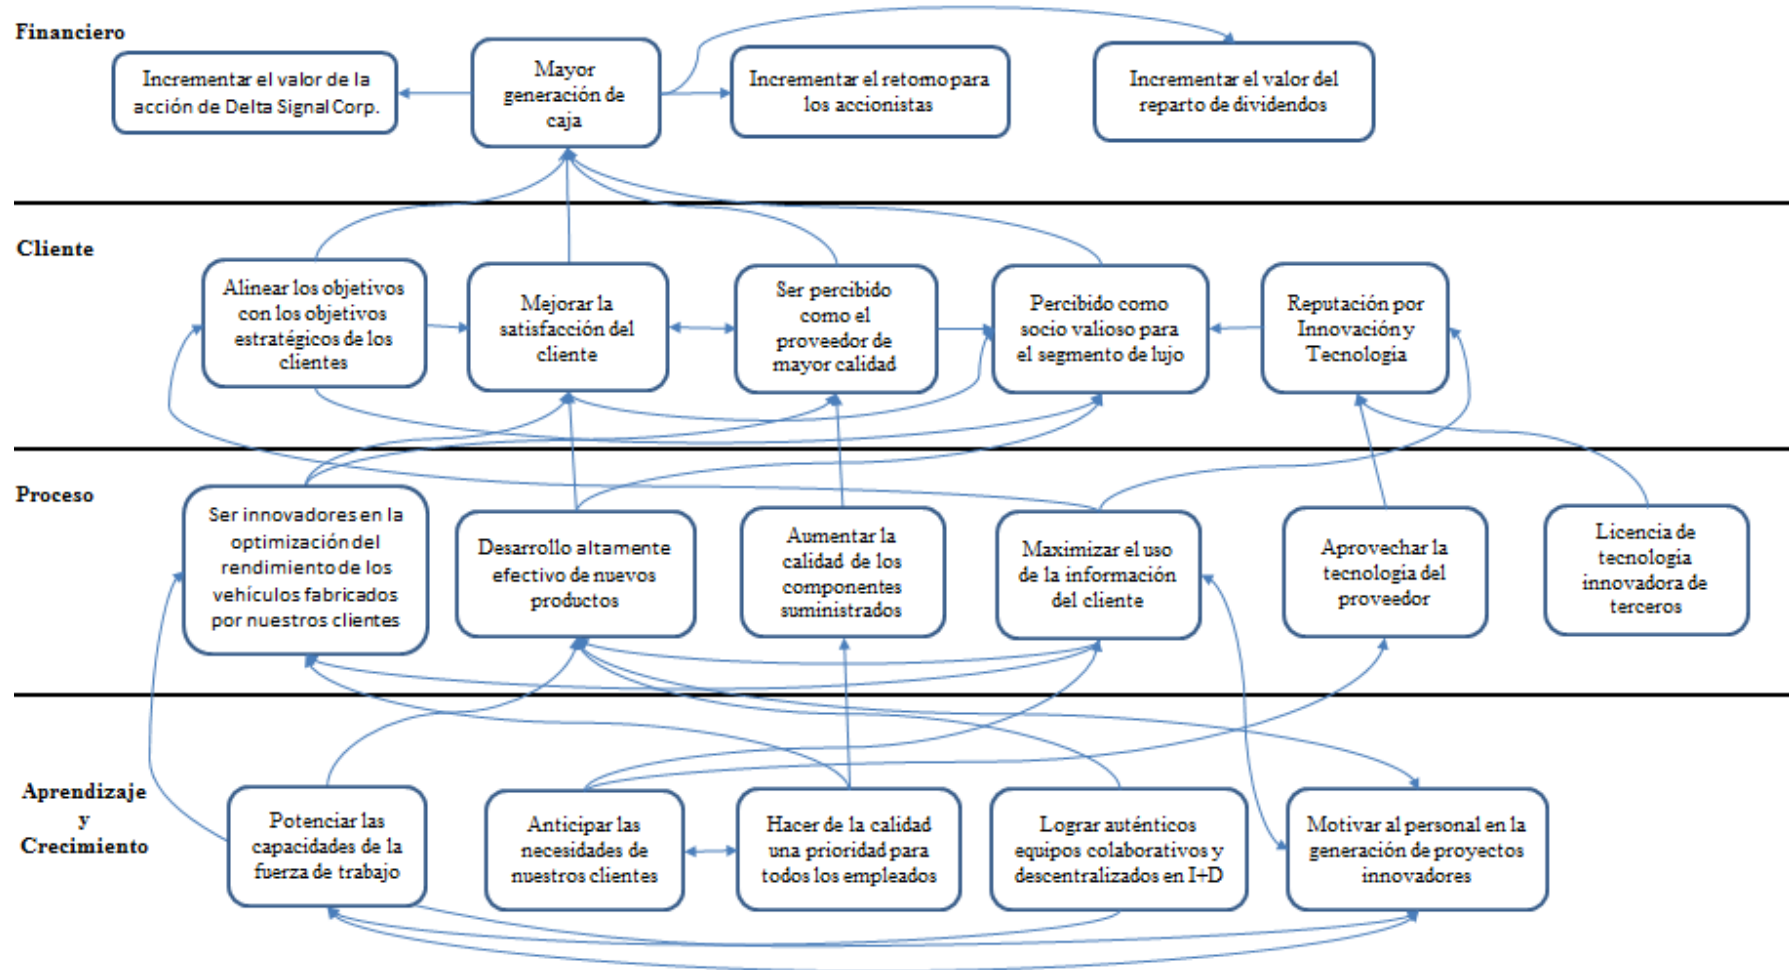 Financiero
Incrementar el valor de la
acción de Delta Signal Corp.
Mayor
generación de
caja
Incrementar el retorno para
los accionistas
Incrementar el valor del
reparto de dividendos
Cliente
Alinear los objetivos
con los objetivos
estratégicos de los
clientes
Mejorar la
satisfacción del
cliente
Ser percibido
como el
proveedor de
mayor calidad
Percibido como
socio valioso para
el segmento de lujo
Reputación por
Innovación y
Tecnología
Proceso
Ser innovadores en la
optimización del
rendimiento de los
vehículos fabricados
por nuestros clientes
Desarrollo altamente
efectivo de nuevos
productos
Aumentar la
calidad de los
componentes
suministrados
Maximizar el uso
de la información
del cliente
Aprovechar la
tecnología del
proveedor
Licencia de
tecnología
innovadora de
terceros
Aprendizaje
y
Crecimiento
Potenciar las
capacidades de la
fuerza de trabajo
Anticipar las
necesidades de
nuestros clientes
Hacer de la calidad
una prioridad para
todos los empleados
Lograr auténticos
equipos colaborativos y
descentralizados en I+D
Motivar al personal en la
generación de proyectos
innovadores